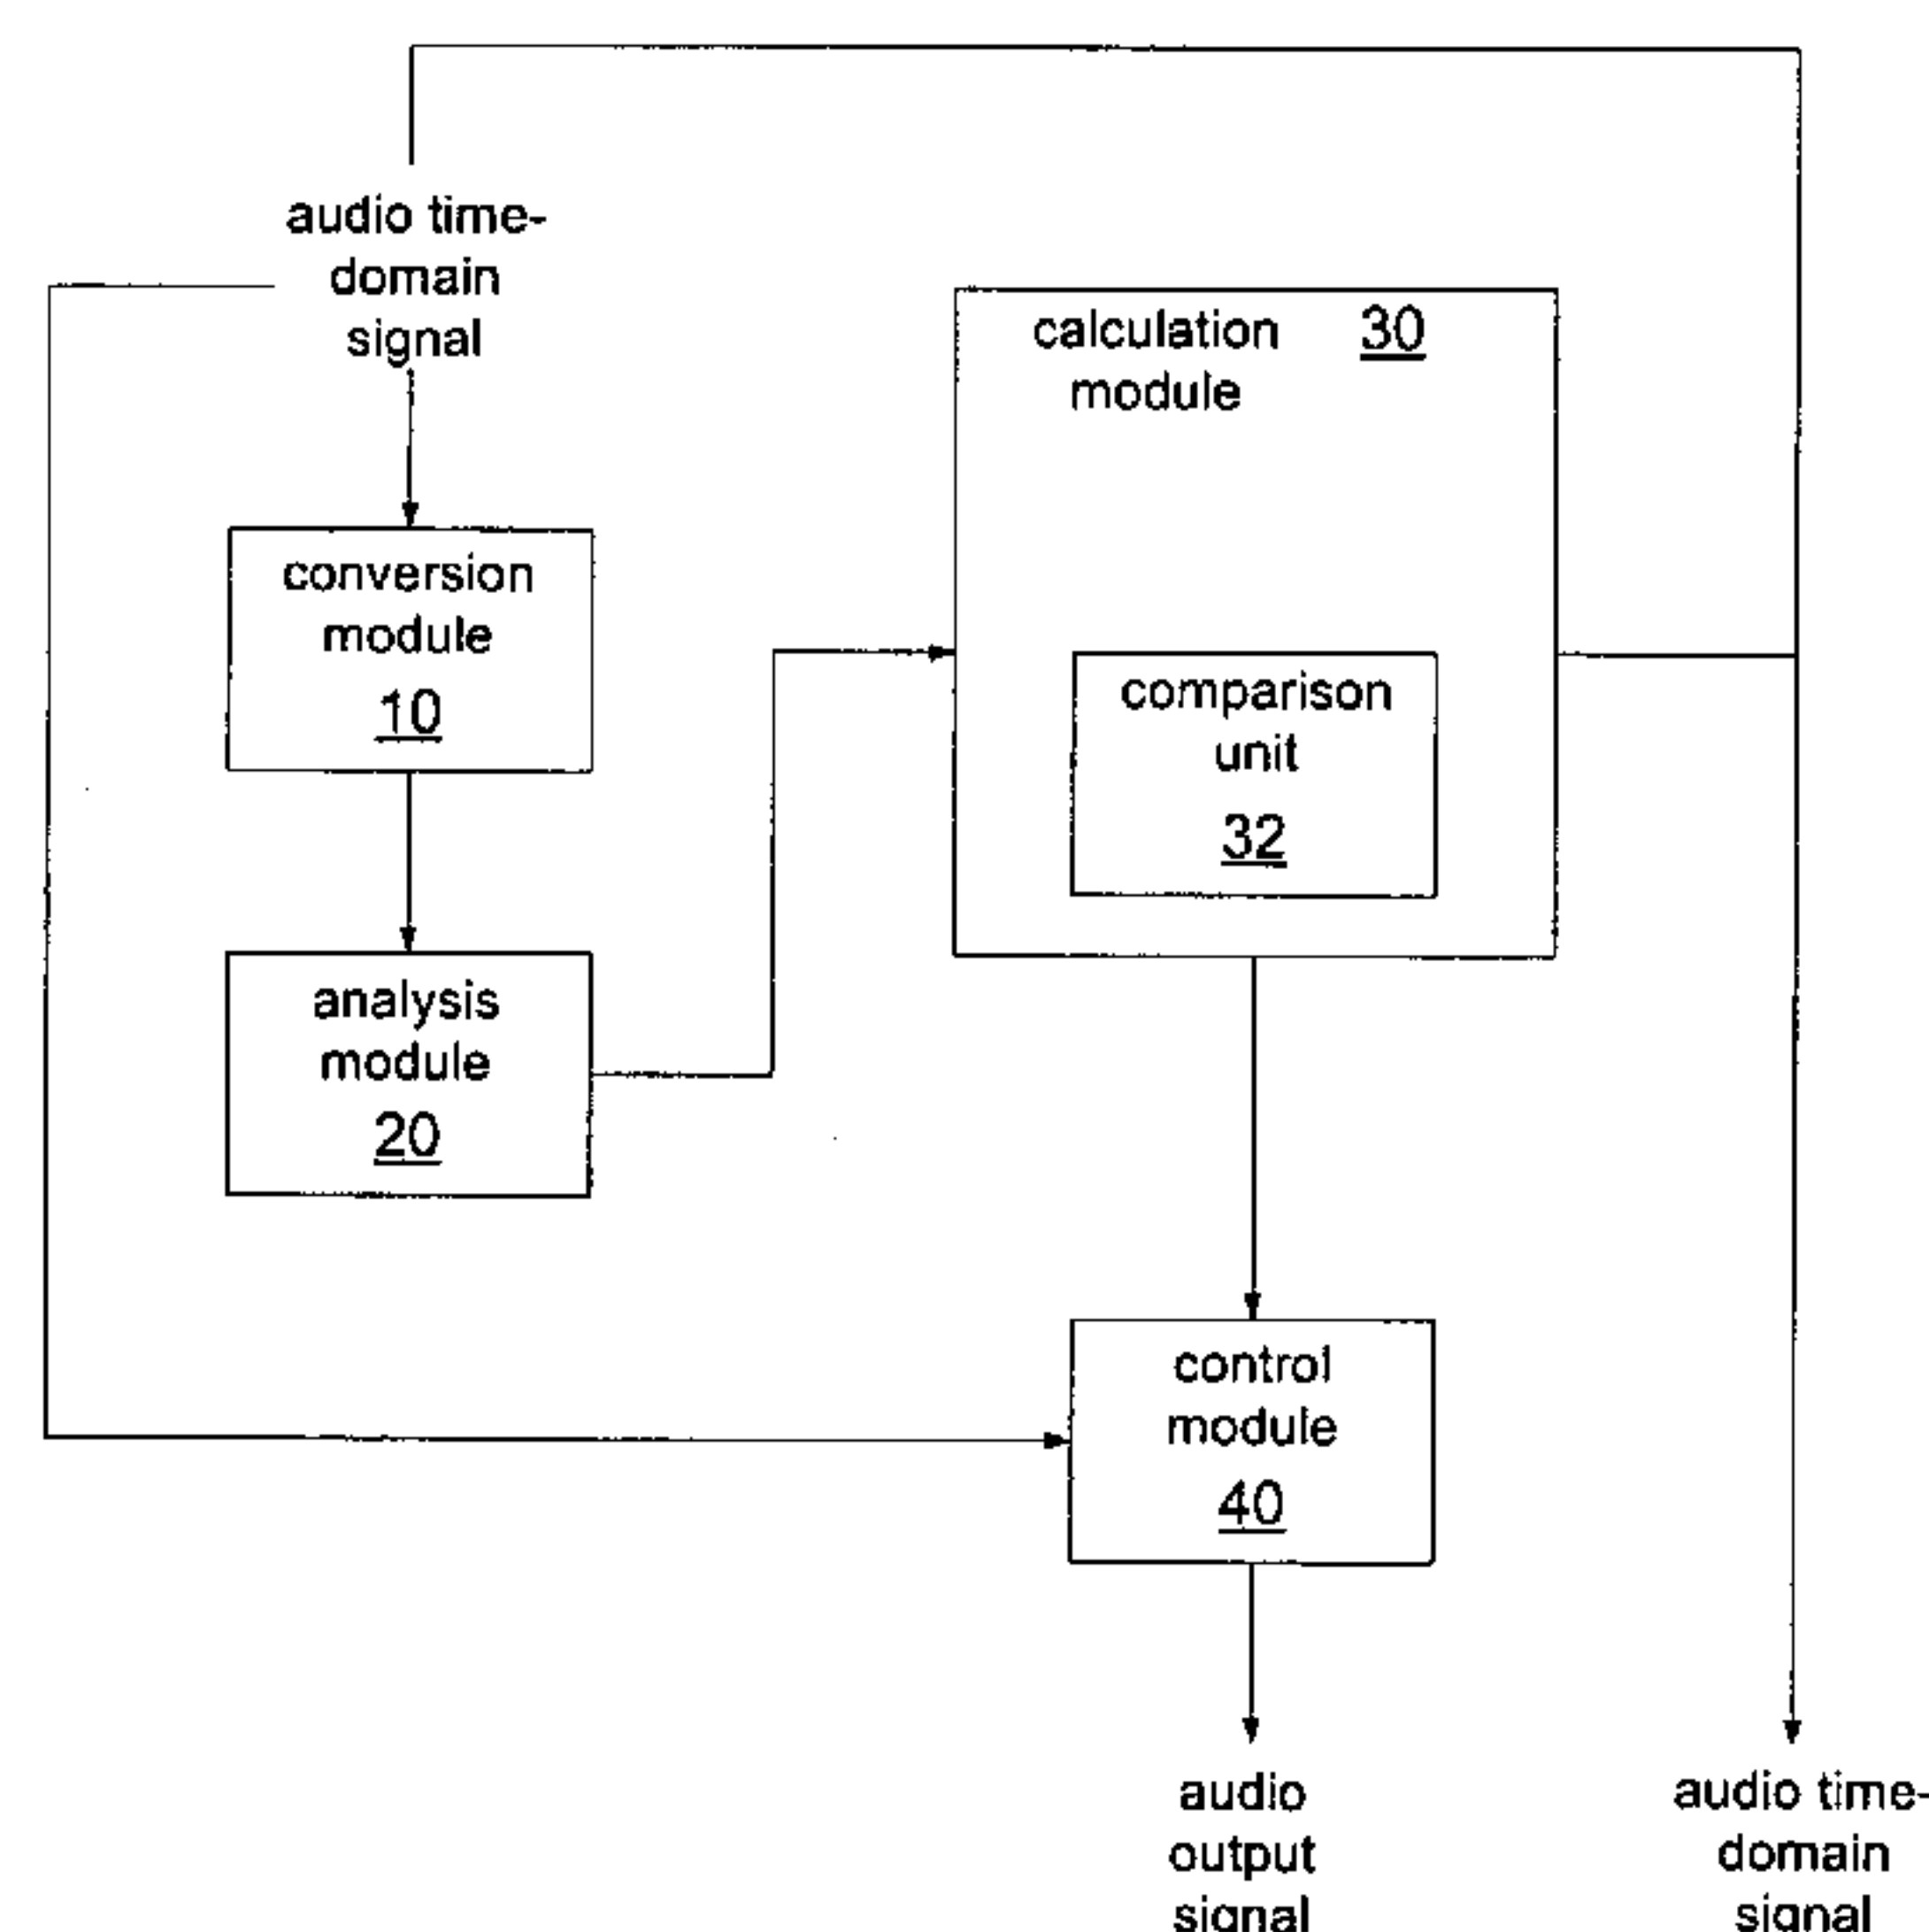 audio time-
domain
signal
calculation 30
module
conversion
module
10
comparison
unit
32
analysis
module
20
control
module
40
audio
output
signal
audio time-
domain
signal